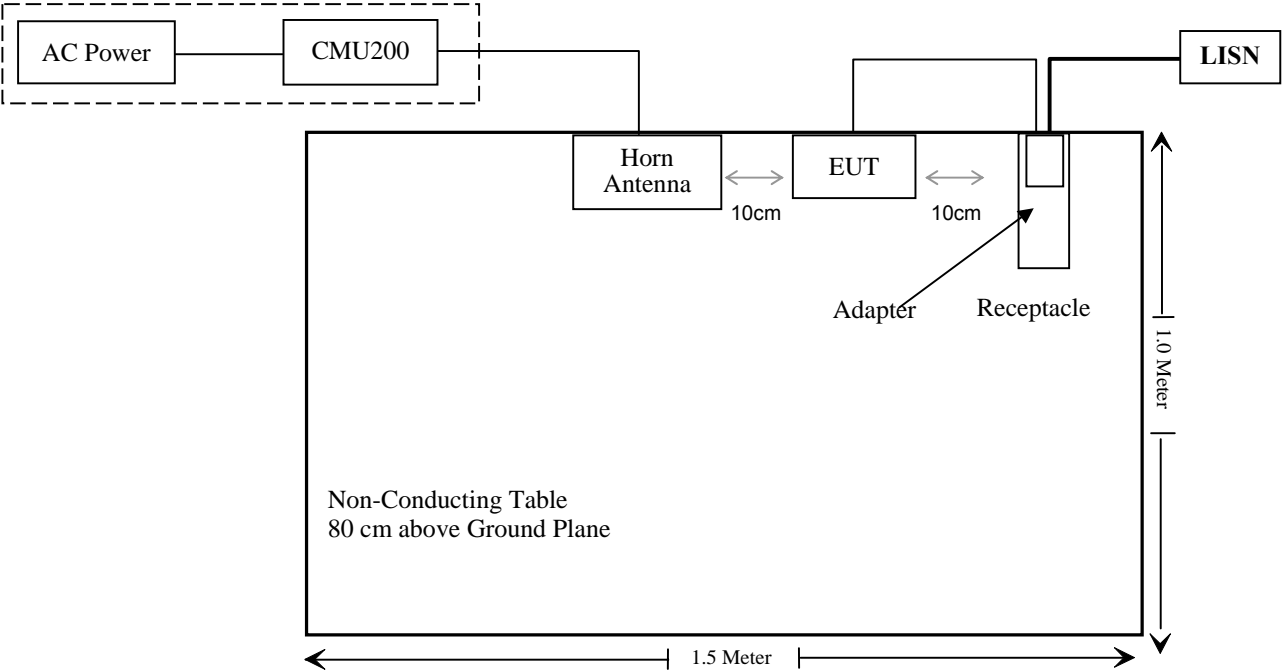 AC Power
CMU200
LISN
Horn
Antenna
EUT
10cm
10cm
Adapter
Receptacle
1.0 Meter
Non-Conducting Table
80 cm above Ground Plane
1.5 Meter